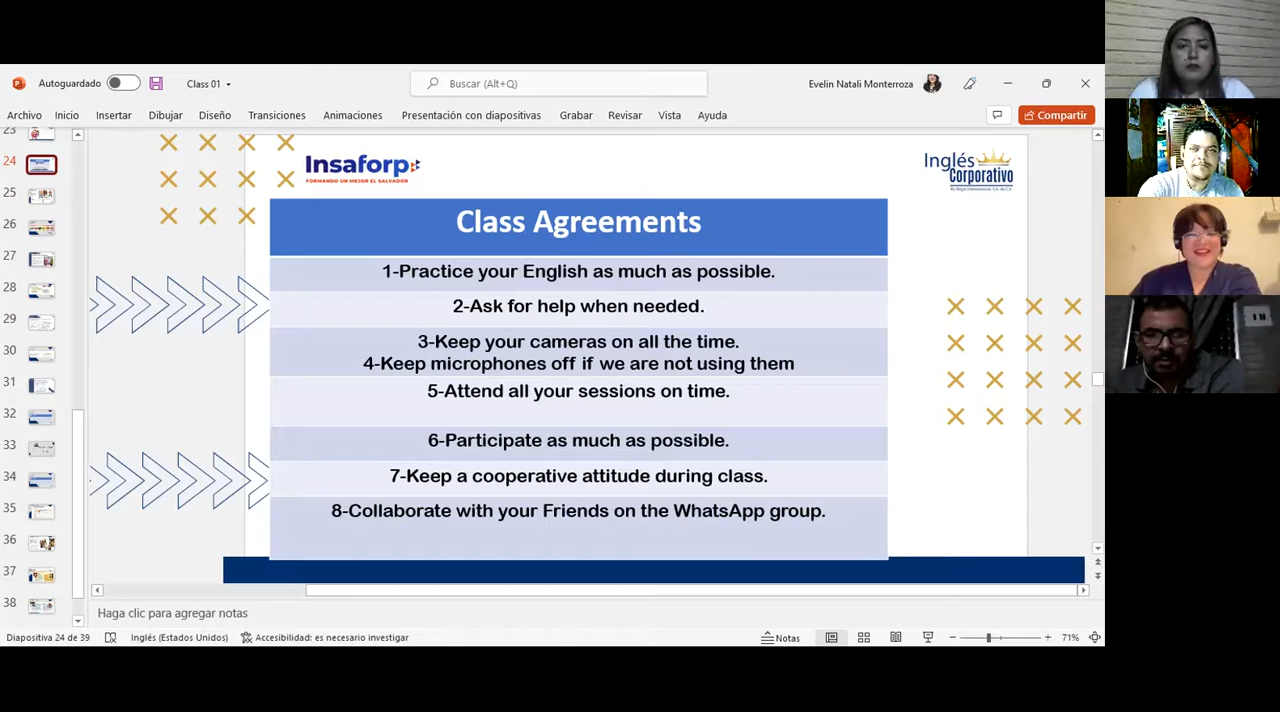 Autoguardado
Class 01
Buscar (Alt+Q)
Evelin Natali Monterroza
Archivo Inicio Insertar Dibujar Diseño Transiciones Animaciones Presentación con diapositivas Grabar Revisar Vista Ayuda
Compartir
23
24
25
26
27
28
29
30
31
32
33
34
35
36
37
38
Insaforp
FORMANDO UN MEJOR EL SALVADOR
Inglés
Corporativo
Class Agreements
1-Practice your English as much as possible.
2-Ask for help when needed.
3-Keep your cameras on all the time.
4-Keep microphones off if we are not using them
5-Attend all your sessions on time.
6-Participate as much as possible.
7-Keep a cooperative attitude during class.
8-Collaborate with your Friends on the WhatsApp group.
Haga clic para agregar notas
Diapositiva 24 de 39 Inglés (Estados Unidos) Accesibilidad: es necesario investigar Notas 71%